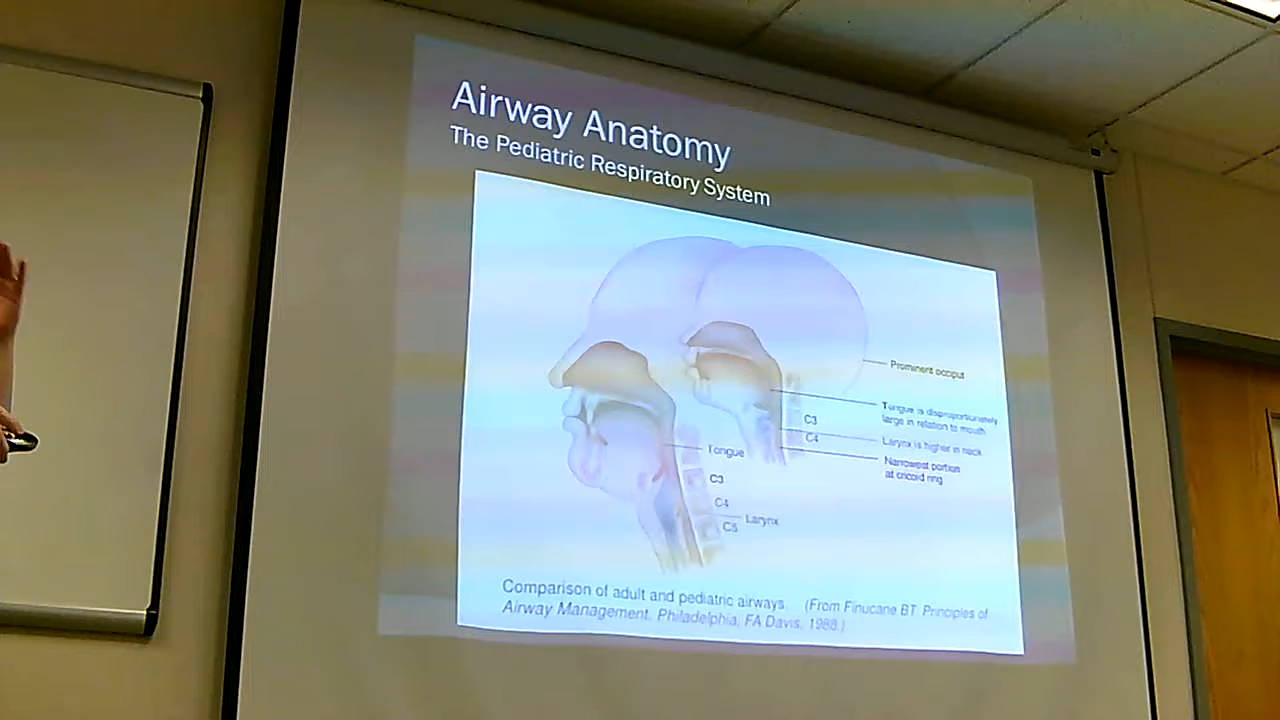 Airway Anatomy
The Pediatric Respiratory System
Prominent occiput
Tongue is disproportionately
large in relation to mouth
C3
C4
Larynx is higher in neck
Narrowest portion
at cricoid ring
Tongue
C3
C4
Larynx
C5
Comparison of adult and pediatric airways. (From Finucane BT. Principles of
Airway Management. Philadelphia, FA Davis, 1988.)